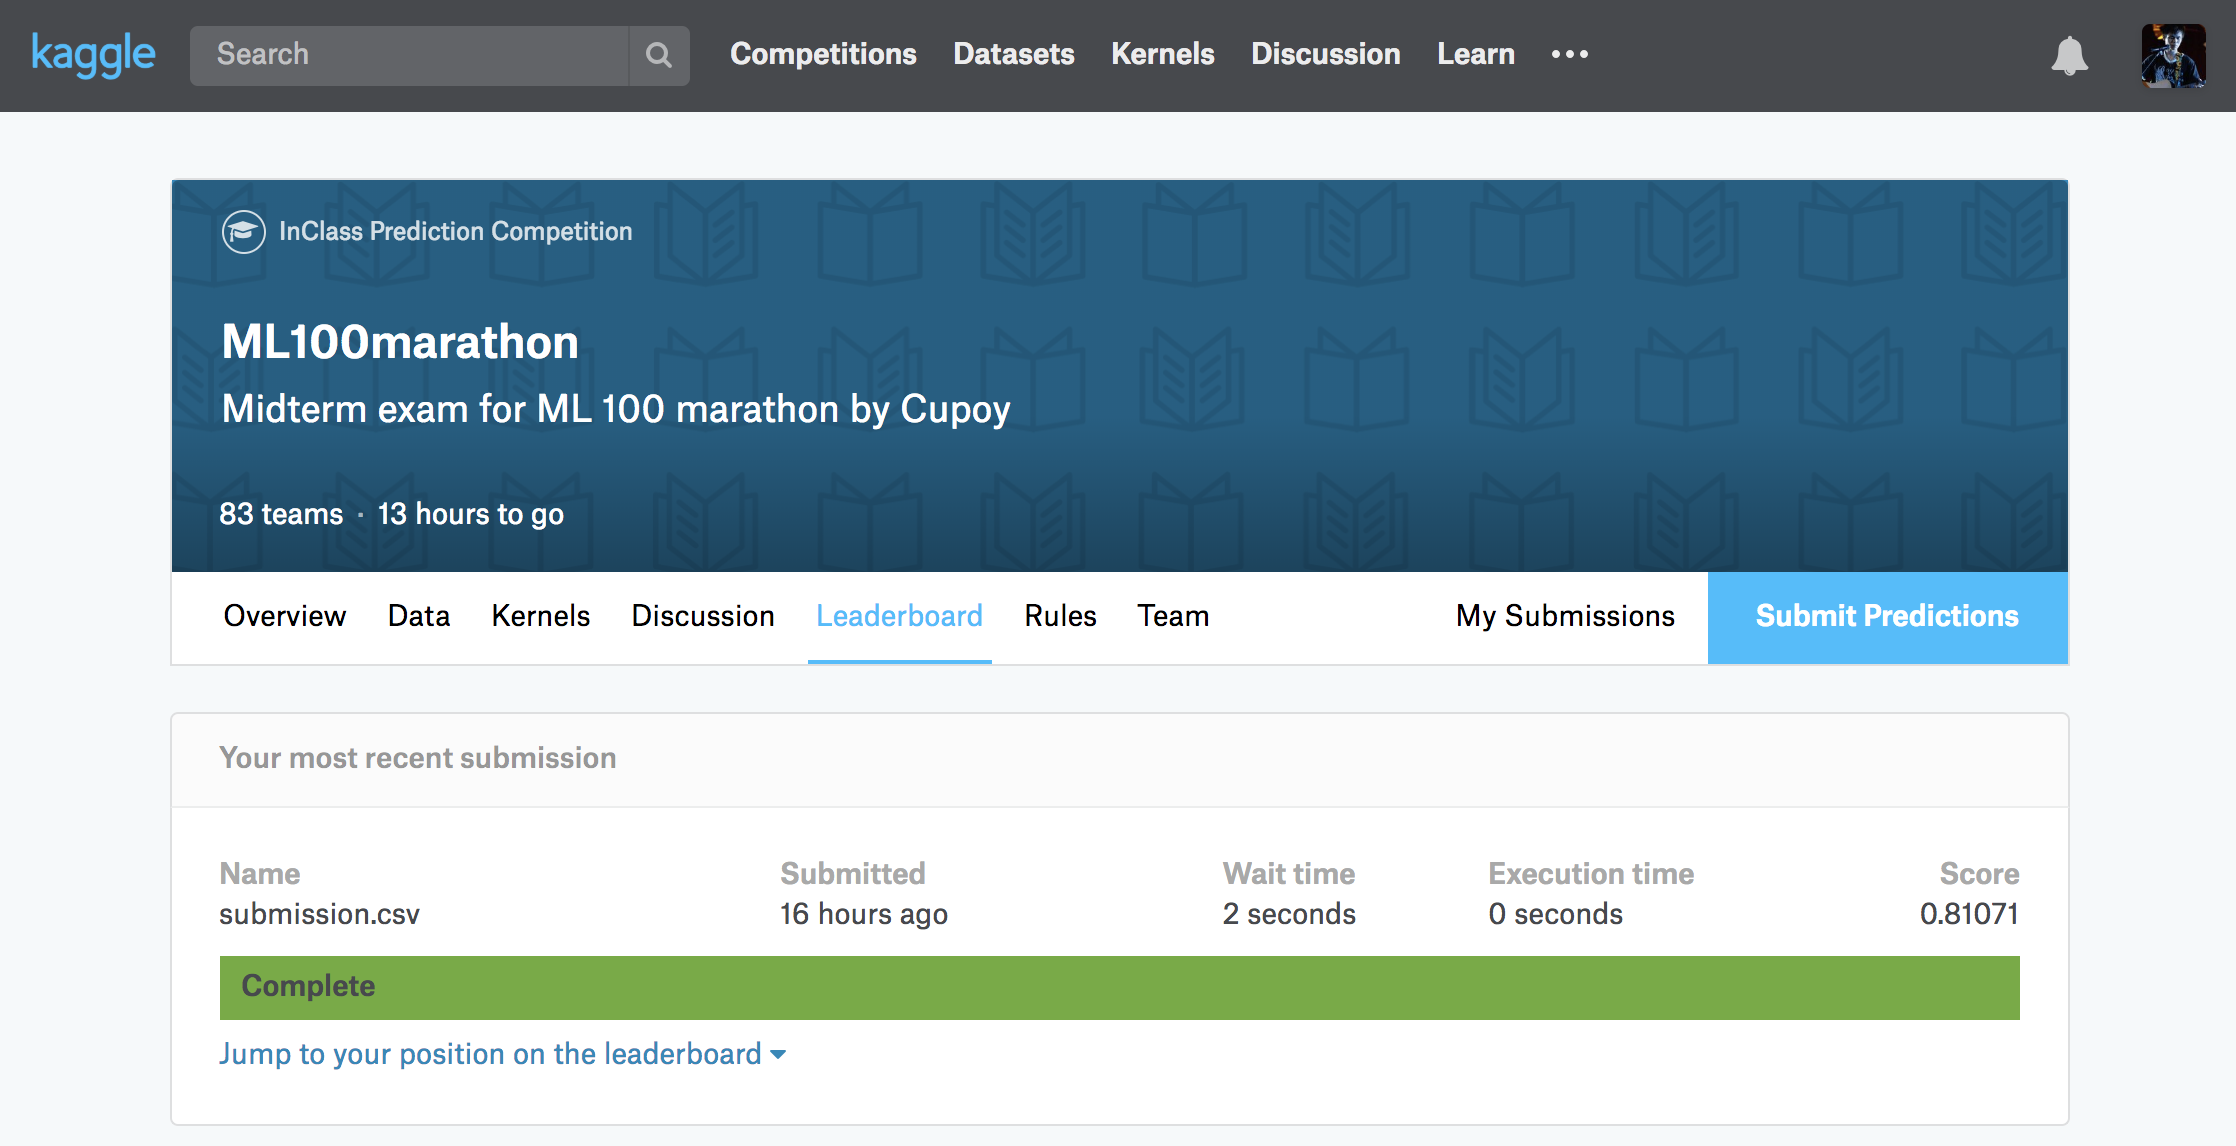 kaggle Search Competitions Datasets Kernels Discussion Learn
InClass Prediction Competition
ML100marathon
Midterm exam for ML 100 marathon by Cupoy
83 teams · 13 hours to go
Overview Data Kernels Discussion Leaderboard Rules Team My Submissions Submit Predictions
Your most recent submission
Name Submitted Wait time Execution time Score
submission.csv 16 hours ago 2 seconds 0 seconds 0.81071
Complete
Jump to your position on the leaderboard